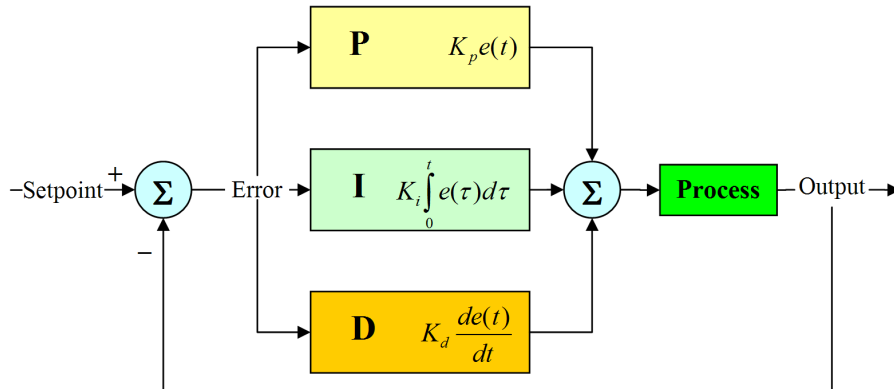 P K_p e(t)
+
Setpoint Σ Error I K_i ∫_0^t e(τ)dτ Σ Process Output
−
D K_d de(t)/dt